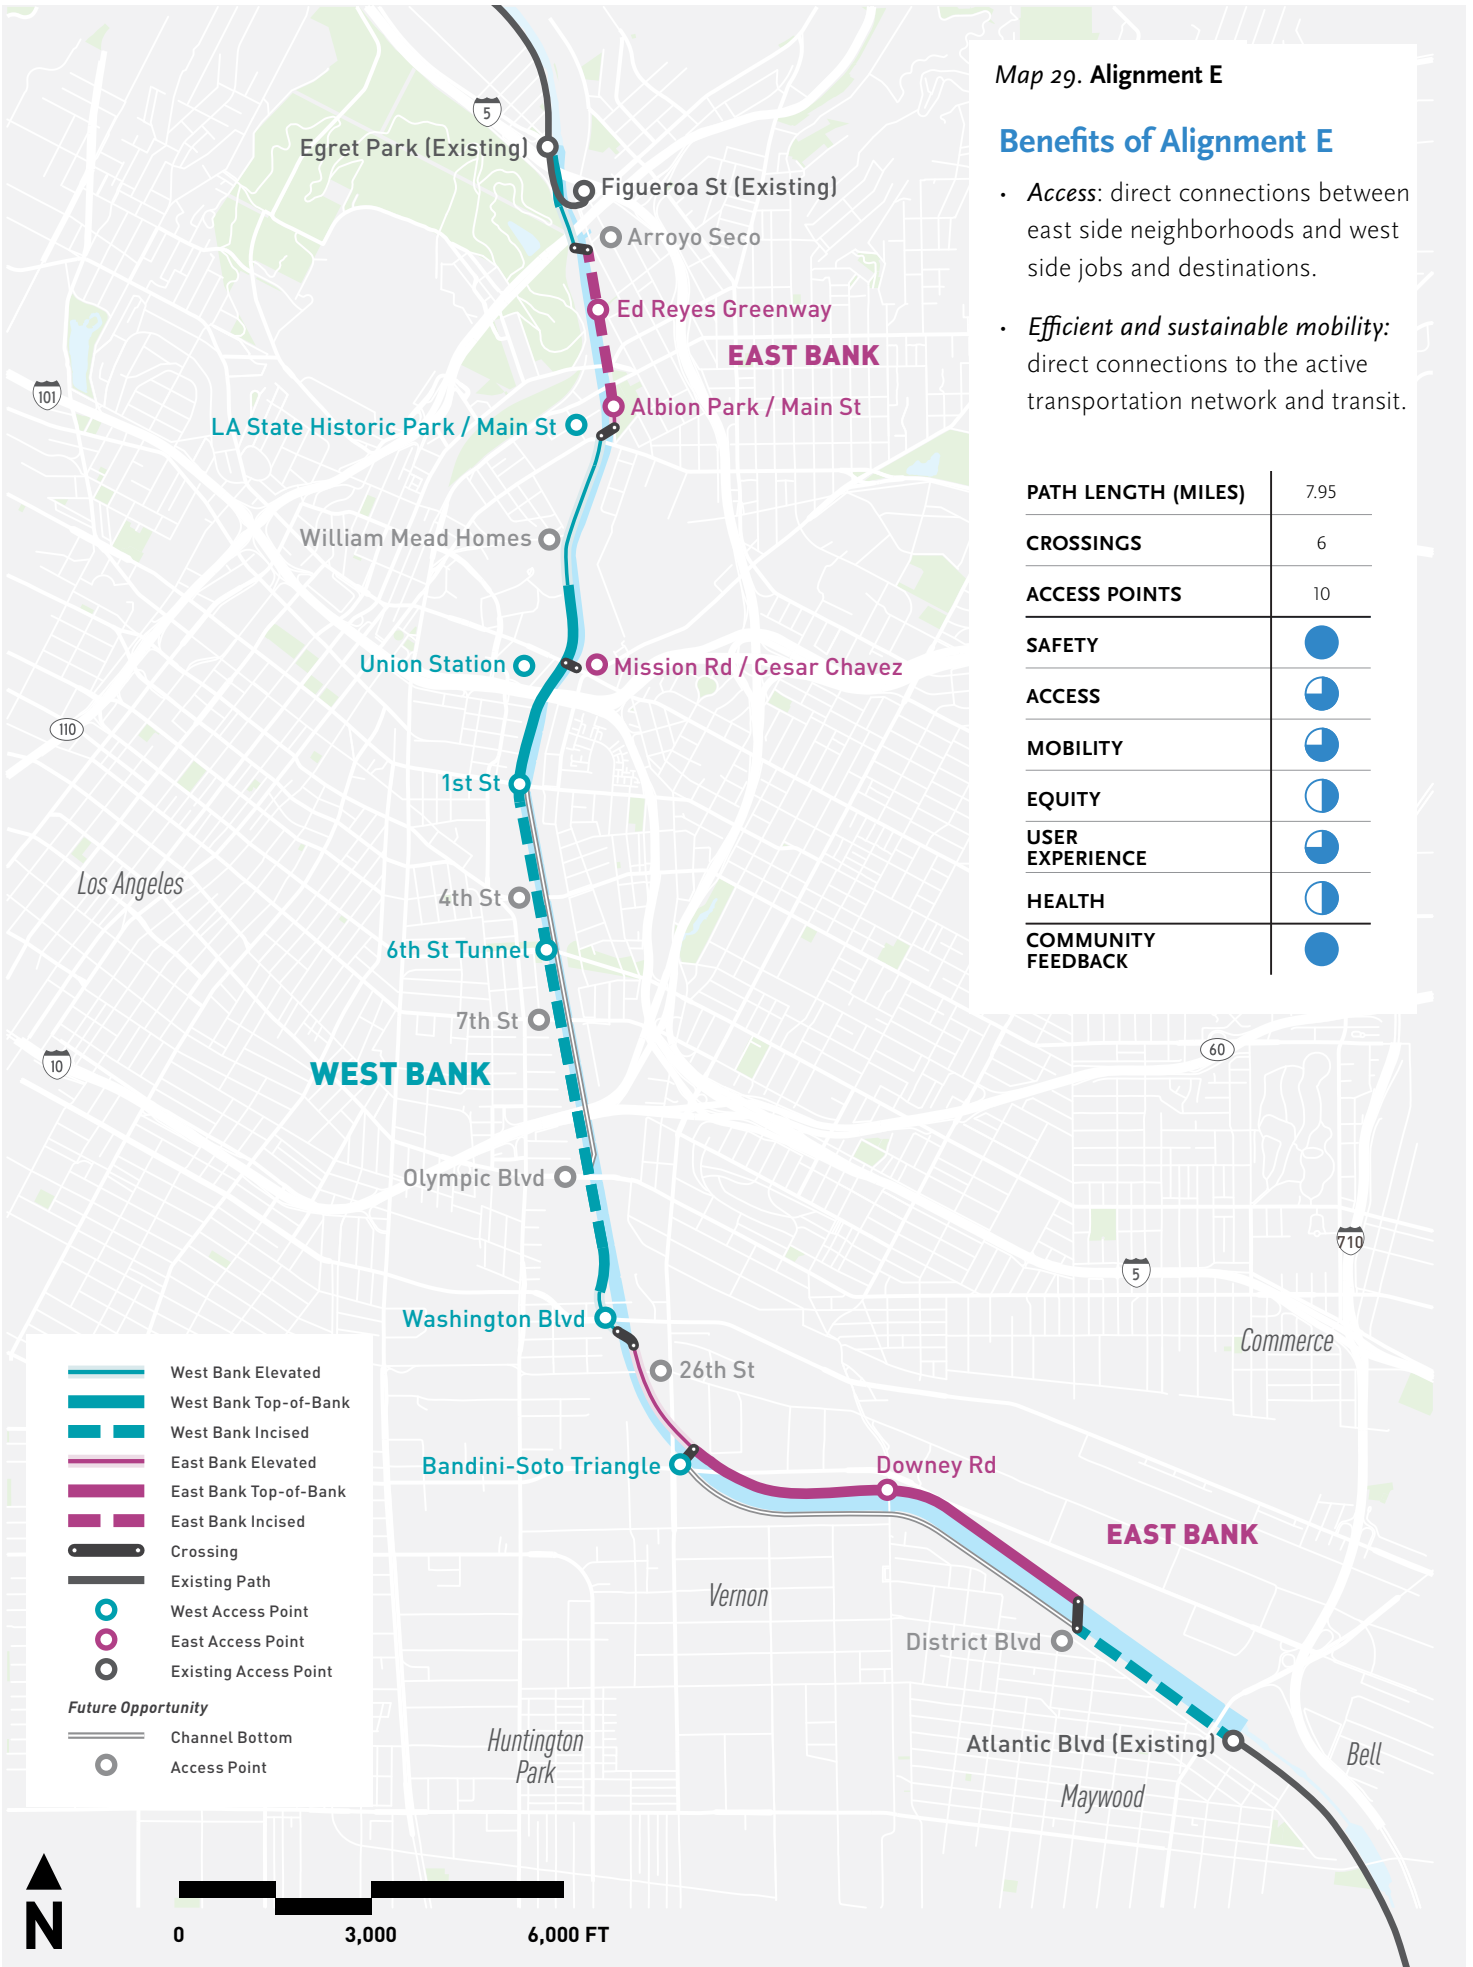 Map 29. Alignment E
Benefits of Alignment E
• Access: direct connections between
east side neighborhoods and west
side jobs and destinations.
• Efficient and sustainable mobility:
direct connections to the active
transportation network and transit.
PATH LENGTH (MILES) 7.95
CROSSINGS 6
ACCESS POINTS 10
SAFETY
ACCESS
MOBILITY
EQUITY
USER
EXPERIENCE
HEALTH
COMMUNITY
FEEDBACK
5
Egret Park (Existing)
Figueroa St (Existing)
Arroyo Seco
Ed Reyes Greenway
EAST BANK
101
Albion Park / Main St
LA State Historic Park / Main St
William Mead Homes
Union Station
Mission Rd / Cesar Chavez
110
1st St
Los Angeles
4th St
6th St Tunnel
7th St
60
10
WEST BANK
Olympic Blvd
710
5
Washington Blvd
Commerce
26th St
Bandini-Soto Triangle
Downey Rd
EAST BANK
Vernon
District Blvd
Huntington
Park
Atlantic Blvd (Existing)
Bell
Maywood
West Bank Elevated
West Bank Top-of-Bank
West Bank Incised
East Bank Elevated
East Bank Top-of-Bank
East Bank Incised
Crossing
Existing Path
West Access Point
East Access Point
Existing Access Point
Future Opportunity
Channel Bottom
Access Point
N
0 3,000 6,000 FT